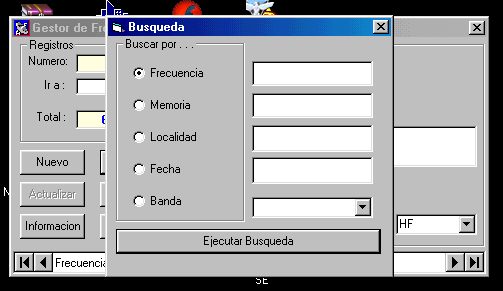 Gestor de Fre
Busqueda
Registros
Numero:
Ir a :
Total :
Nuevo
Actualizar
Informacion
Buscar por . . .
Frecuencia
Memoria
Localidad
Fecha
Banda
Ejecutar Busqueda
HF
Frecuencia
SE